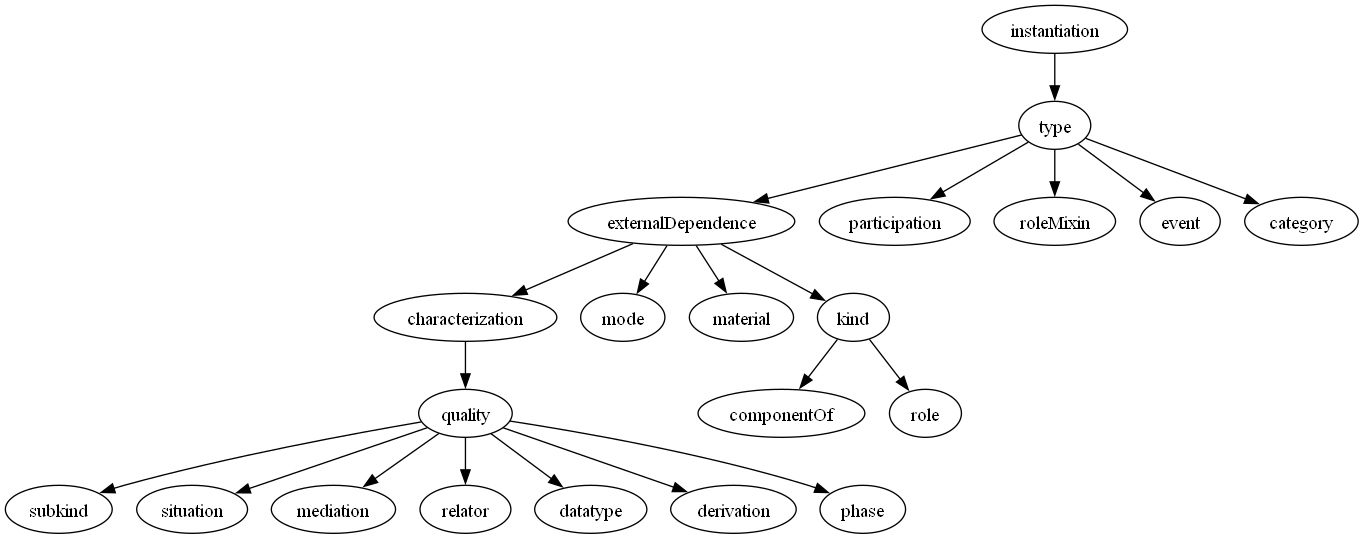 instantiation
type
externalDependence
participation
roleMixin
event
category
characterization
mode
material
kind
quality
componentOf
role
subkind
situation
mediation
relator
datatype
derivation
phase